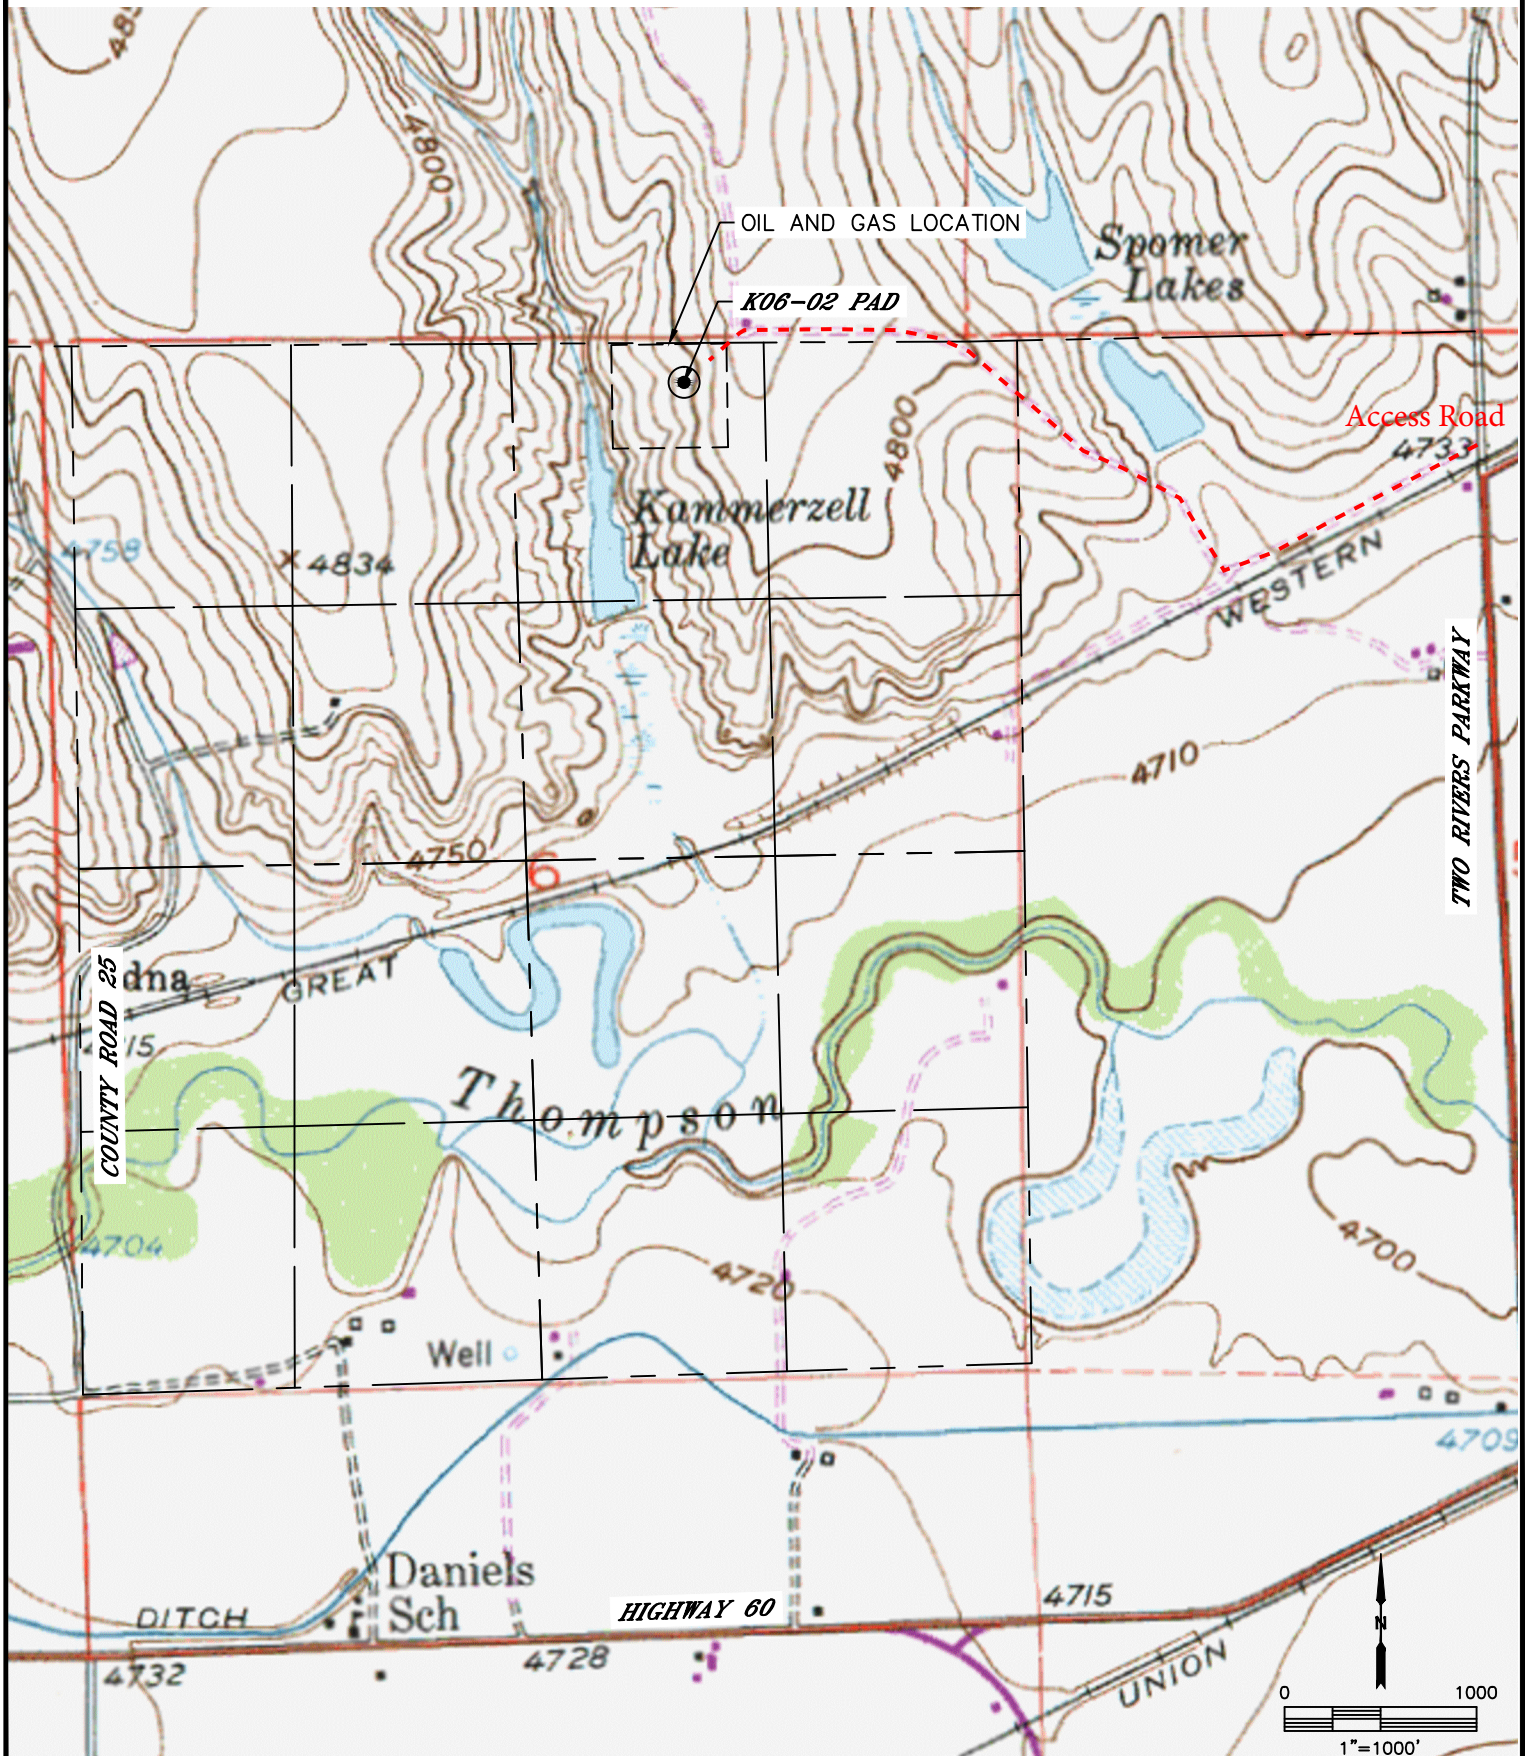 4800
OIL AND GAS LOCATION
Spomer
Lakes
K06-02 PAD
Access Road
4733
4800
Kammerzell
Lake
4758
4834
WESTERN
TWO RIVERS PARKWAY
4710
4750
6
dna
GREAT
COUNTY ROAD 25
15
Thompson
4704
4720
4700
Well
4709
Daniels
Sch
DITCH
HIGHWAY 60
4715
4728
4732
UNION
N
0 1000
1"=1000'